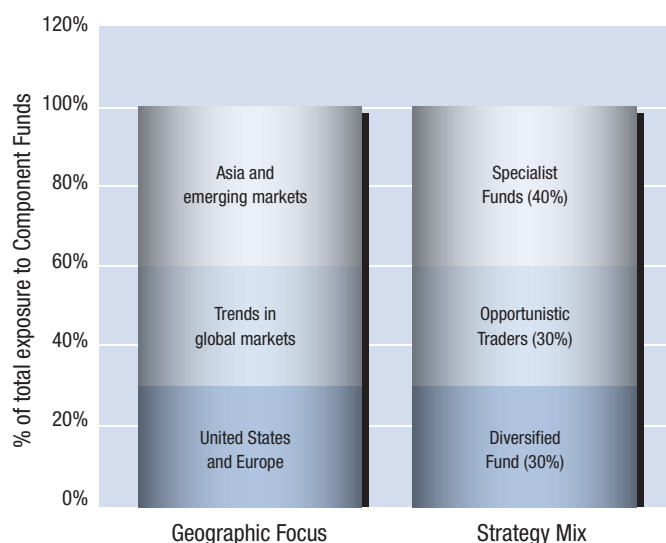 % of total exposure to Component Funds
120%
100%
80%
60%
40%
20%
0%
Asia and
emerging markets
Trends in
global markets
United States
and Europe
Specialist
Funds (40%)
Opportunistic
Traders (30%)
Diversified
Fund (30%)
Geographic Focus
Strategy Mix